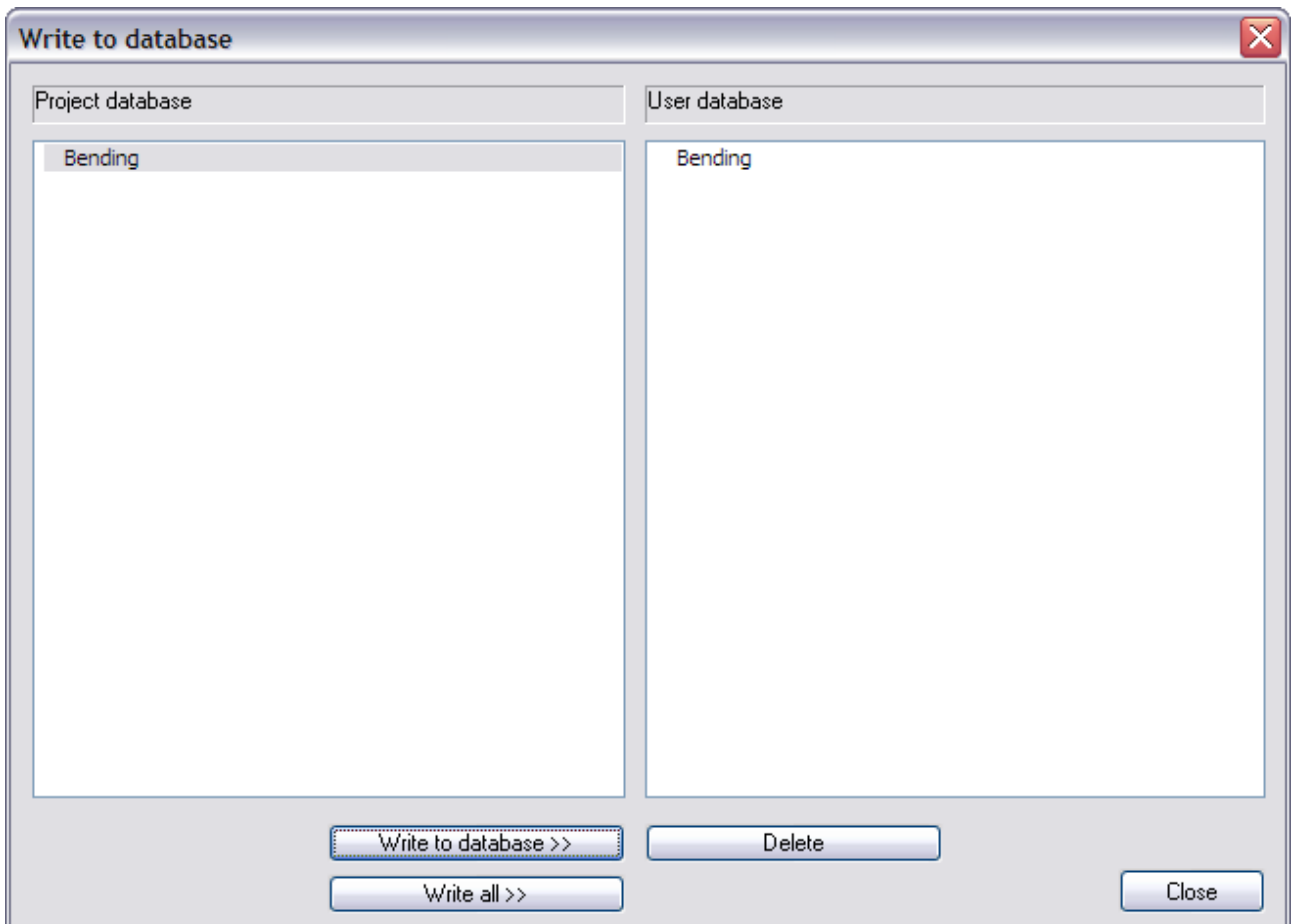 Write to database
Project database
User database
Bending
Bending
Write to database >>
Delete
Write all >>
Close